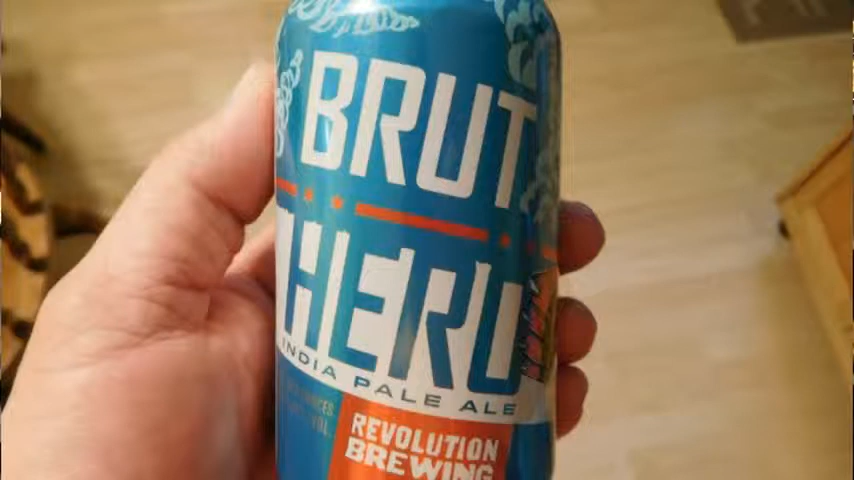 BRUT
HERO
INDIA PALE ALE
REVOLUTION
BREWING